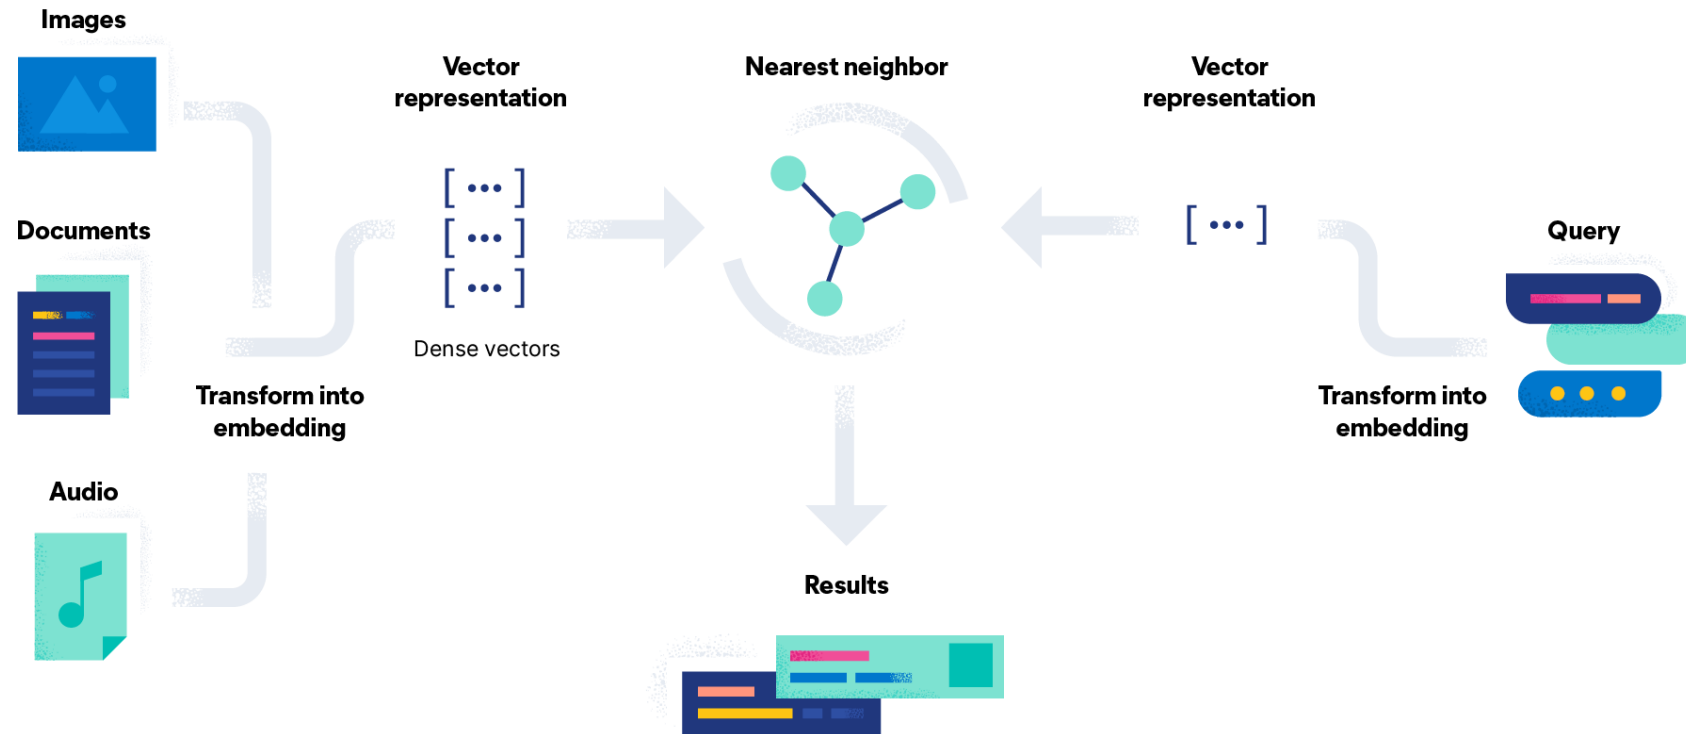 Images
Vector
representation
Nearest neighbor
Vector
representation
[ ••• ]
[ ••• ]
[ ••• ]
[ ••• ]
Documents
Query
Dense vectors
Transform into
embedding
Transform into
embedding
Audio
Results